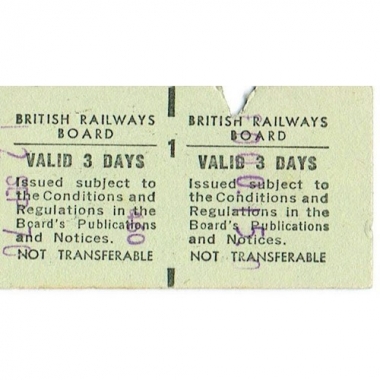 BRITISH RAILWAYS
BOARD
VALID 3 DAYS
Issued subject to
the Conditions and
Regulations in the
Board's Publications
and Notices.
NOT TRANSFERABLE
1
BRITISH RAILWAYS
BOARD
VALID 3 DAYS
Issued subject to
the Conditions and
Regulations in the
Board's Publications
and Notices.
NOT TRANSFERABLE